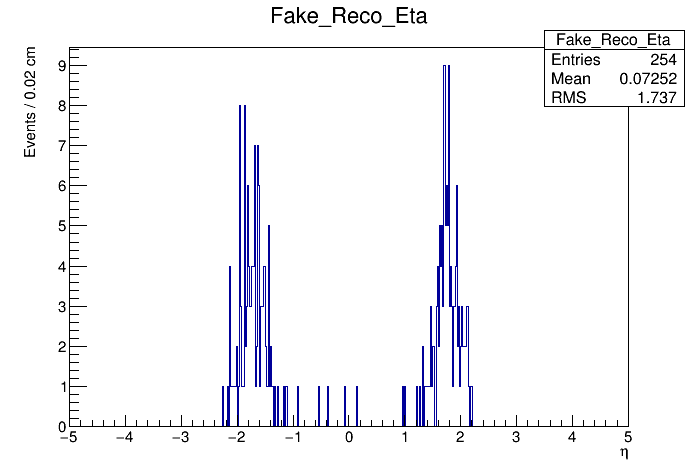 Fake_Reco_Eta
Fake_Reco_Eta
Entries 254
Mean 0.07252
RMS 1.737
Events / 0.02 cm
9
8
7
6
5
4
3
2
1
0
−5 −4 −3 −2 −1 0 1 2 3 4 5
η